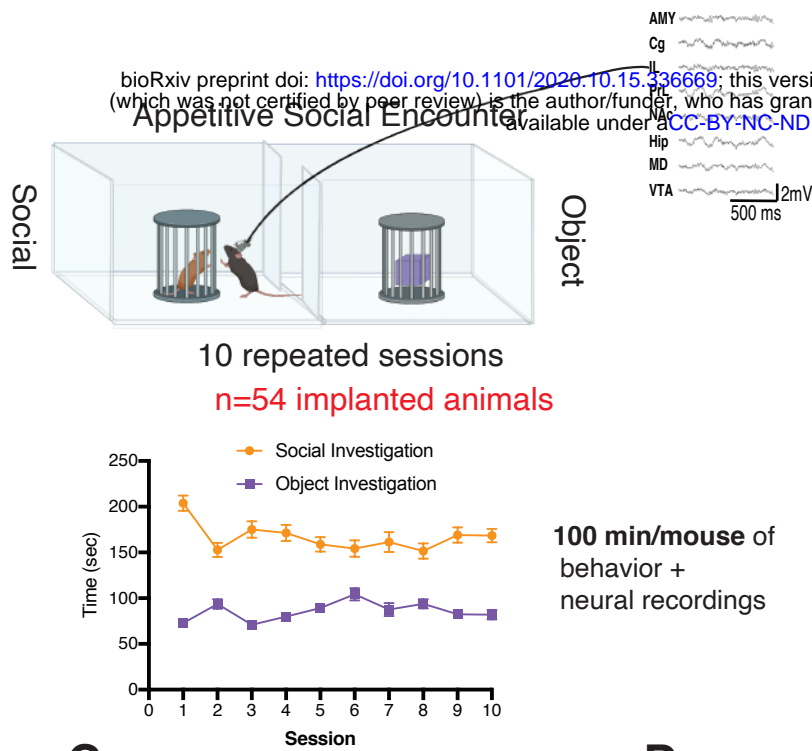 AMY
Cg
IL
bioRxiv preprint doi: https://doi.org/10.1101/2020.10.15.336669; this versi
PrL
(which was not certified by peer review) is the author/funder, who has gran
Appetitive Social Encounter
NAc
available under aCC-BY-NC-ND
Hip
MD
VTA
2mV
500 ms
Social
Object
10 repeated sessions
n=54 implanted animals
Social Investigation
Object Investigation
250
200
150
100
50
0
Time (sec)
0 1 2 3 4 5 6 7 8 9 10
Session
100 min/mouse of
behavior +
neural recordings